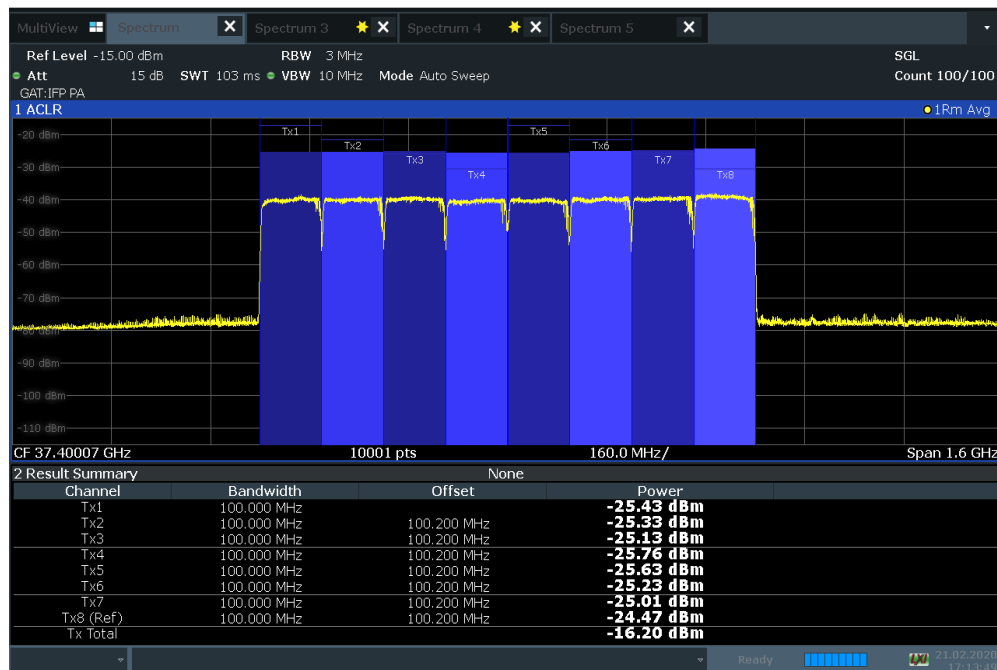 MultiView Spectrum X Spectrum 3 X Spectrum 4 X Spectrum 5 X
Ref Level -15.00 dBm RBW 3 MHz SGL
Att 15 dB SWT 103 ms VBW 10 MHz Mode Auto Sweep Count 100/100
GAT:IFP PA
1 ACLR 1Rm Avg
Tx1 Tx5
-20 dBm
Tx2 Tx6
Tx3 Tx7
-30 dBm
Tx4 Tx8
-40 dBm
-50 dBm
-60 dBm
-70 dBm
-80 dBm
-90 dBm
-100 dBm
-110 dBm
CF 37.40007 GHz 10001 pts 160.0 MHz/ Span 1.6 GHz
2 Result Summary None
Channel Bandwidth Offset Power
Tx1 100.000 MHz -25.43 dBm
Tx2 100.000 MHz 100.200 MHz -25.33 dBm
Tx3 100.000 MHz 100.200 MHz -25.13 dBm
Tx4 100.000 MHz 100.200 MHz -25.76 dBm
Tx5 100.000 MHz 100.200 MHz -25.63 dBm
Tx6 100.000 MHz 100.200 MHz -25.23 dBm
Tx7 100.000 MHz 100.200 MHz -25.01 dBm
Tx8 (Ref) 100.000 MHz 100.200 MHz -24.47 dBm
Tx Total -16.20 dBm
Ready 21.02.2020
17:13:49